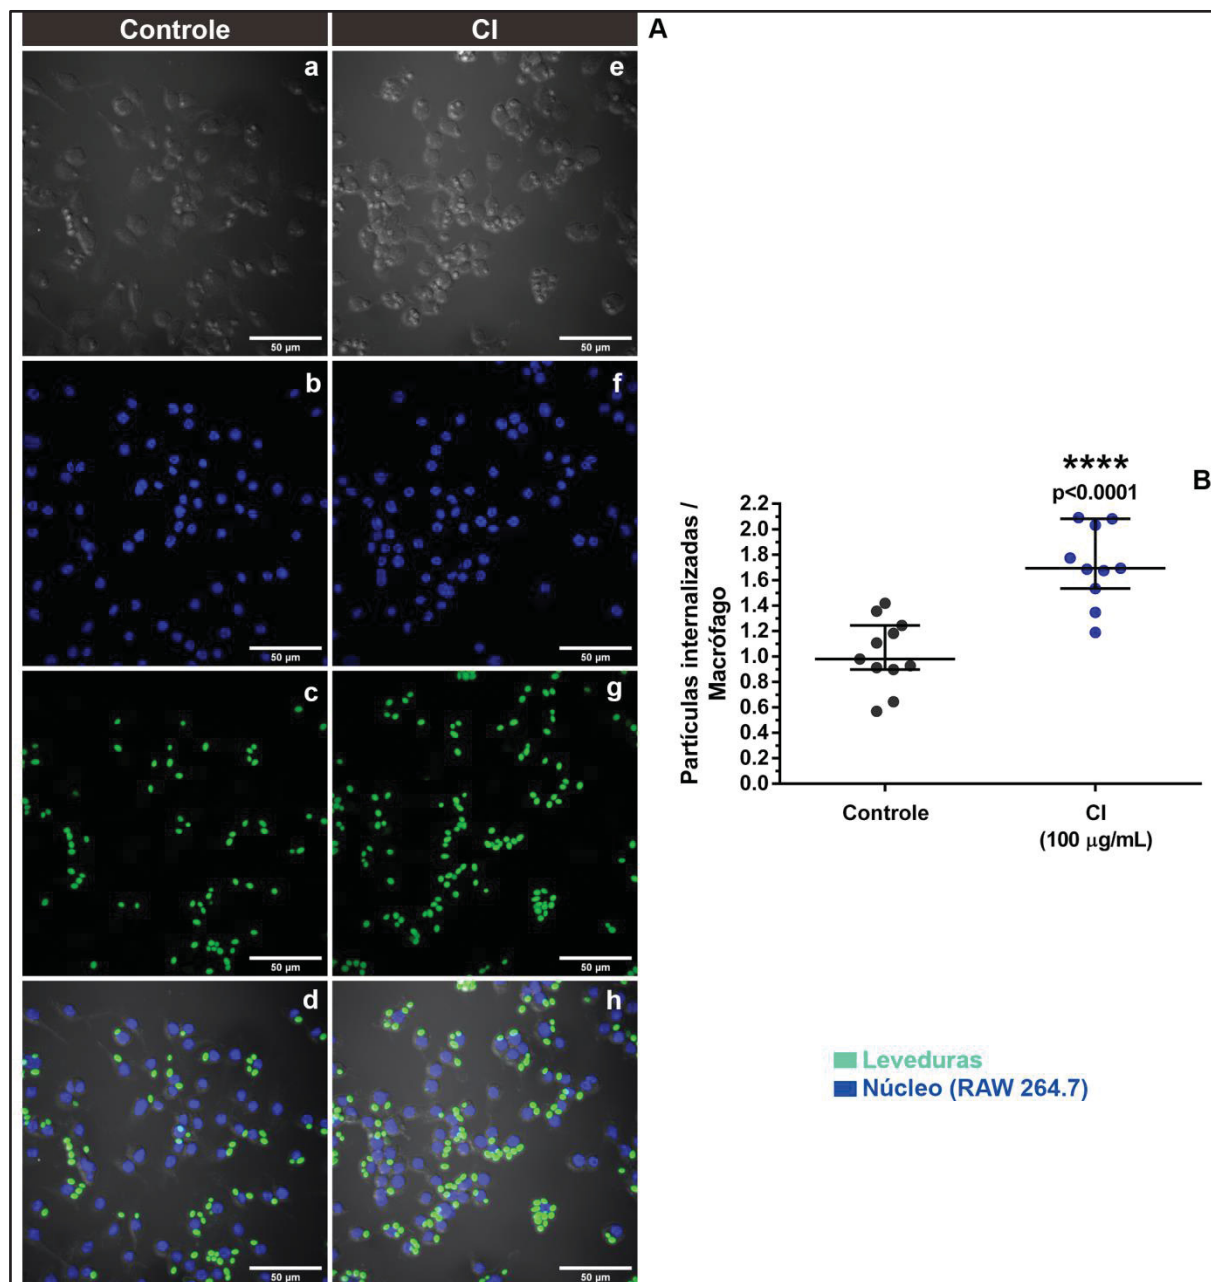 Controle
CI
A
a
e
50 µm
50 µm
b
f
50 µm
50 µm
c
g
50 µm
50 µm
d
h
50 µm
50 µm
****
p<0.0001
B
Partículas internalizadas /
Macrófago
2.2
2.0
1.8
1.6
1.4
1.2
1.0
0.8
0.6
0.4
0.2
0.0
Controle
CI
(100 µg/mL)
Leveduras
Núcleo (RAW 264.7)